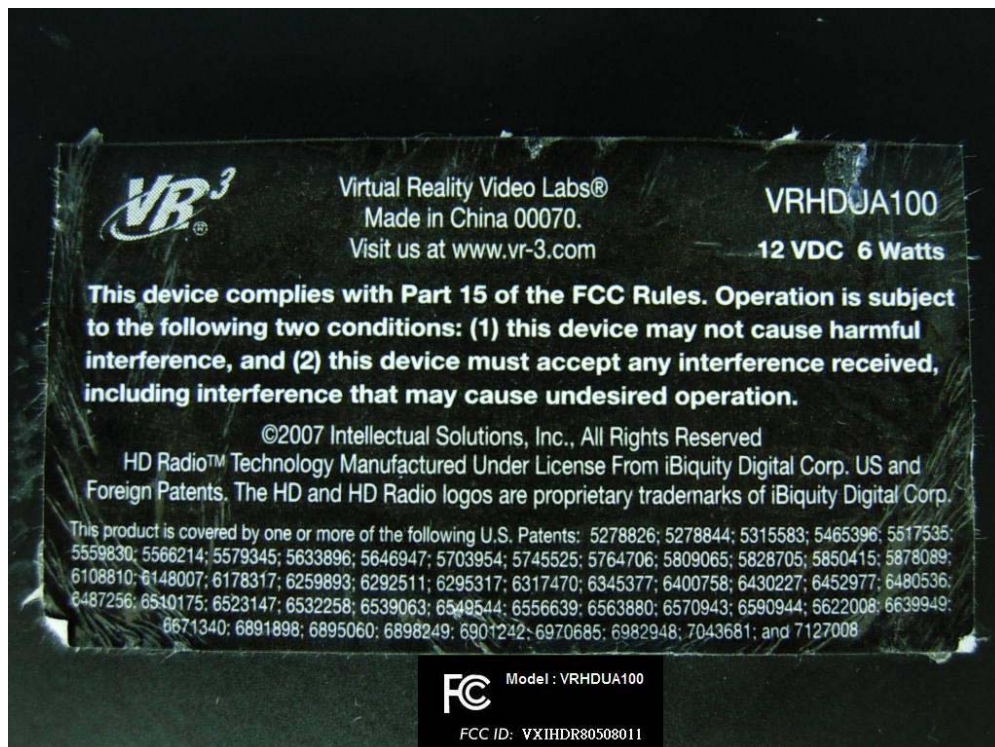 VR3®
Virtual Reality Video Labs®
Made in China 00070.
Visit us at www.vr-3.com
VRHDUA100
12 VDC 6 Watts
This device complies with Part 15 of the FCC Rules. Operation is subject
to the following two conditions: (1) this device may not cause harmful
interference, and (2) this device must accept any interference received,
including interference that may cause undesired operation.
©2007 Intellectual Solutions, Inc., All Rights Reserved
HD Radio™ Technology Manufactured Under License From iBiquity Digital Corp. US and
Foreign Patents. The HD and HD Radio logos are proprietary trademarks of iBiquity Digital Corp.
This product is covered by one or more of the following U.S. Patents: 5278826; 5278844; 5315583; 5465396; 5517535;
5559830; 5566214; 5579345; 5633896; 5646947; 5703954; 5745525; 5764706; 5809065; 5828705; 5850415; 5878089;
6108810; 6148007; 6178317; 6259893; 6292511; 6295317; 6317470; 6345377; 6400758; 6430227; 6452977; 6480536;
6487256; 6510175; 6523147; 6532258; 6539063; 6549544; 6556639; 6563880; 6570943; 6590944; 5622008; 6639949;
6671340; 6891898; 6895060; 6898249; 6901242; 6970685; 6982948; 7043681; and 7127008
FC Model : VRHDUA100
FCC ID: VXIHDR80508011